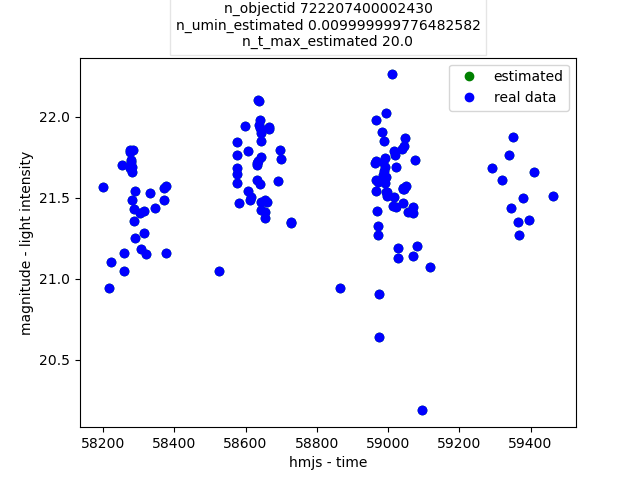 n_objectid 722207400002430
n_umin_estimated 0.009999999776482582
n_t_max_estimated 20.0
estimated
real data
magnitude - light intensity
22.0
21.5
21.0
20.5
58200 58400 58600 58800 59000 59200 59400
hmjs - time